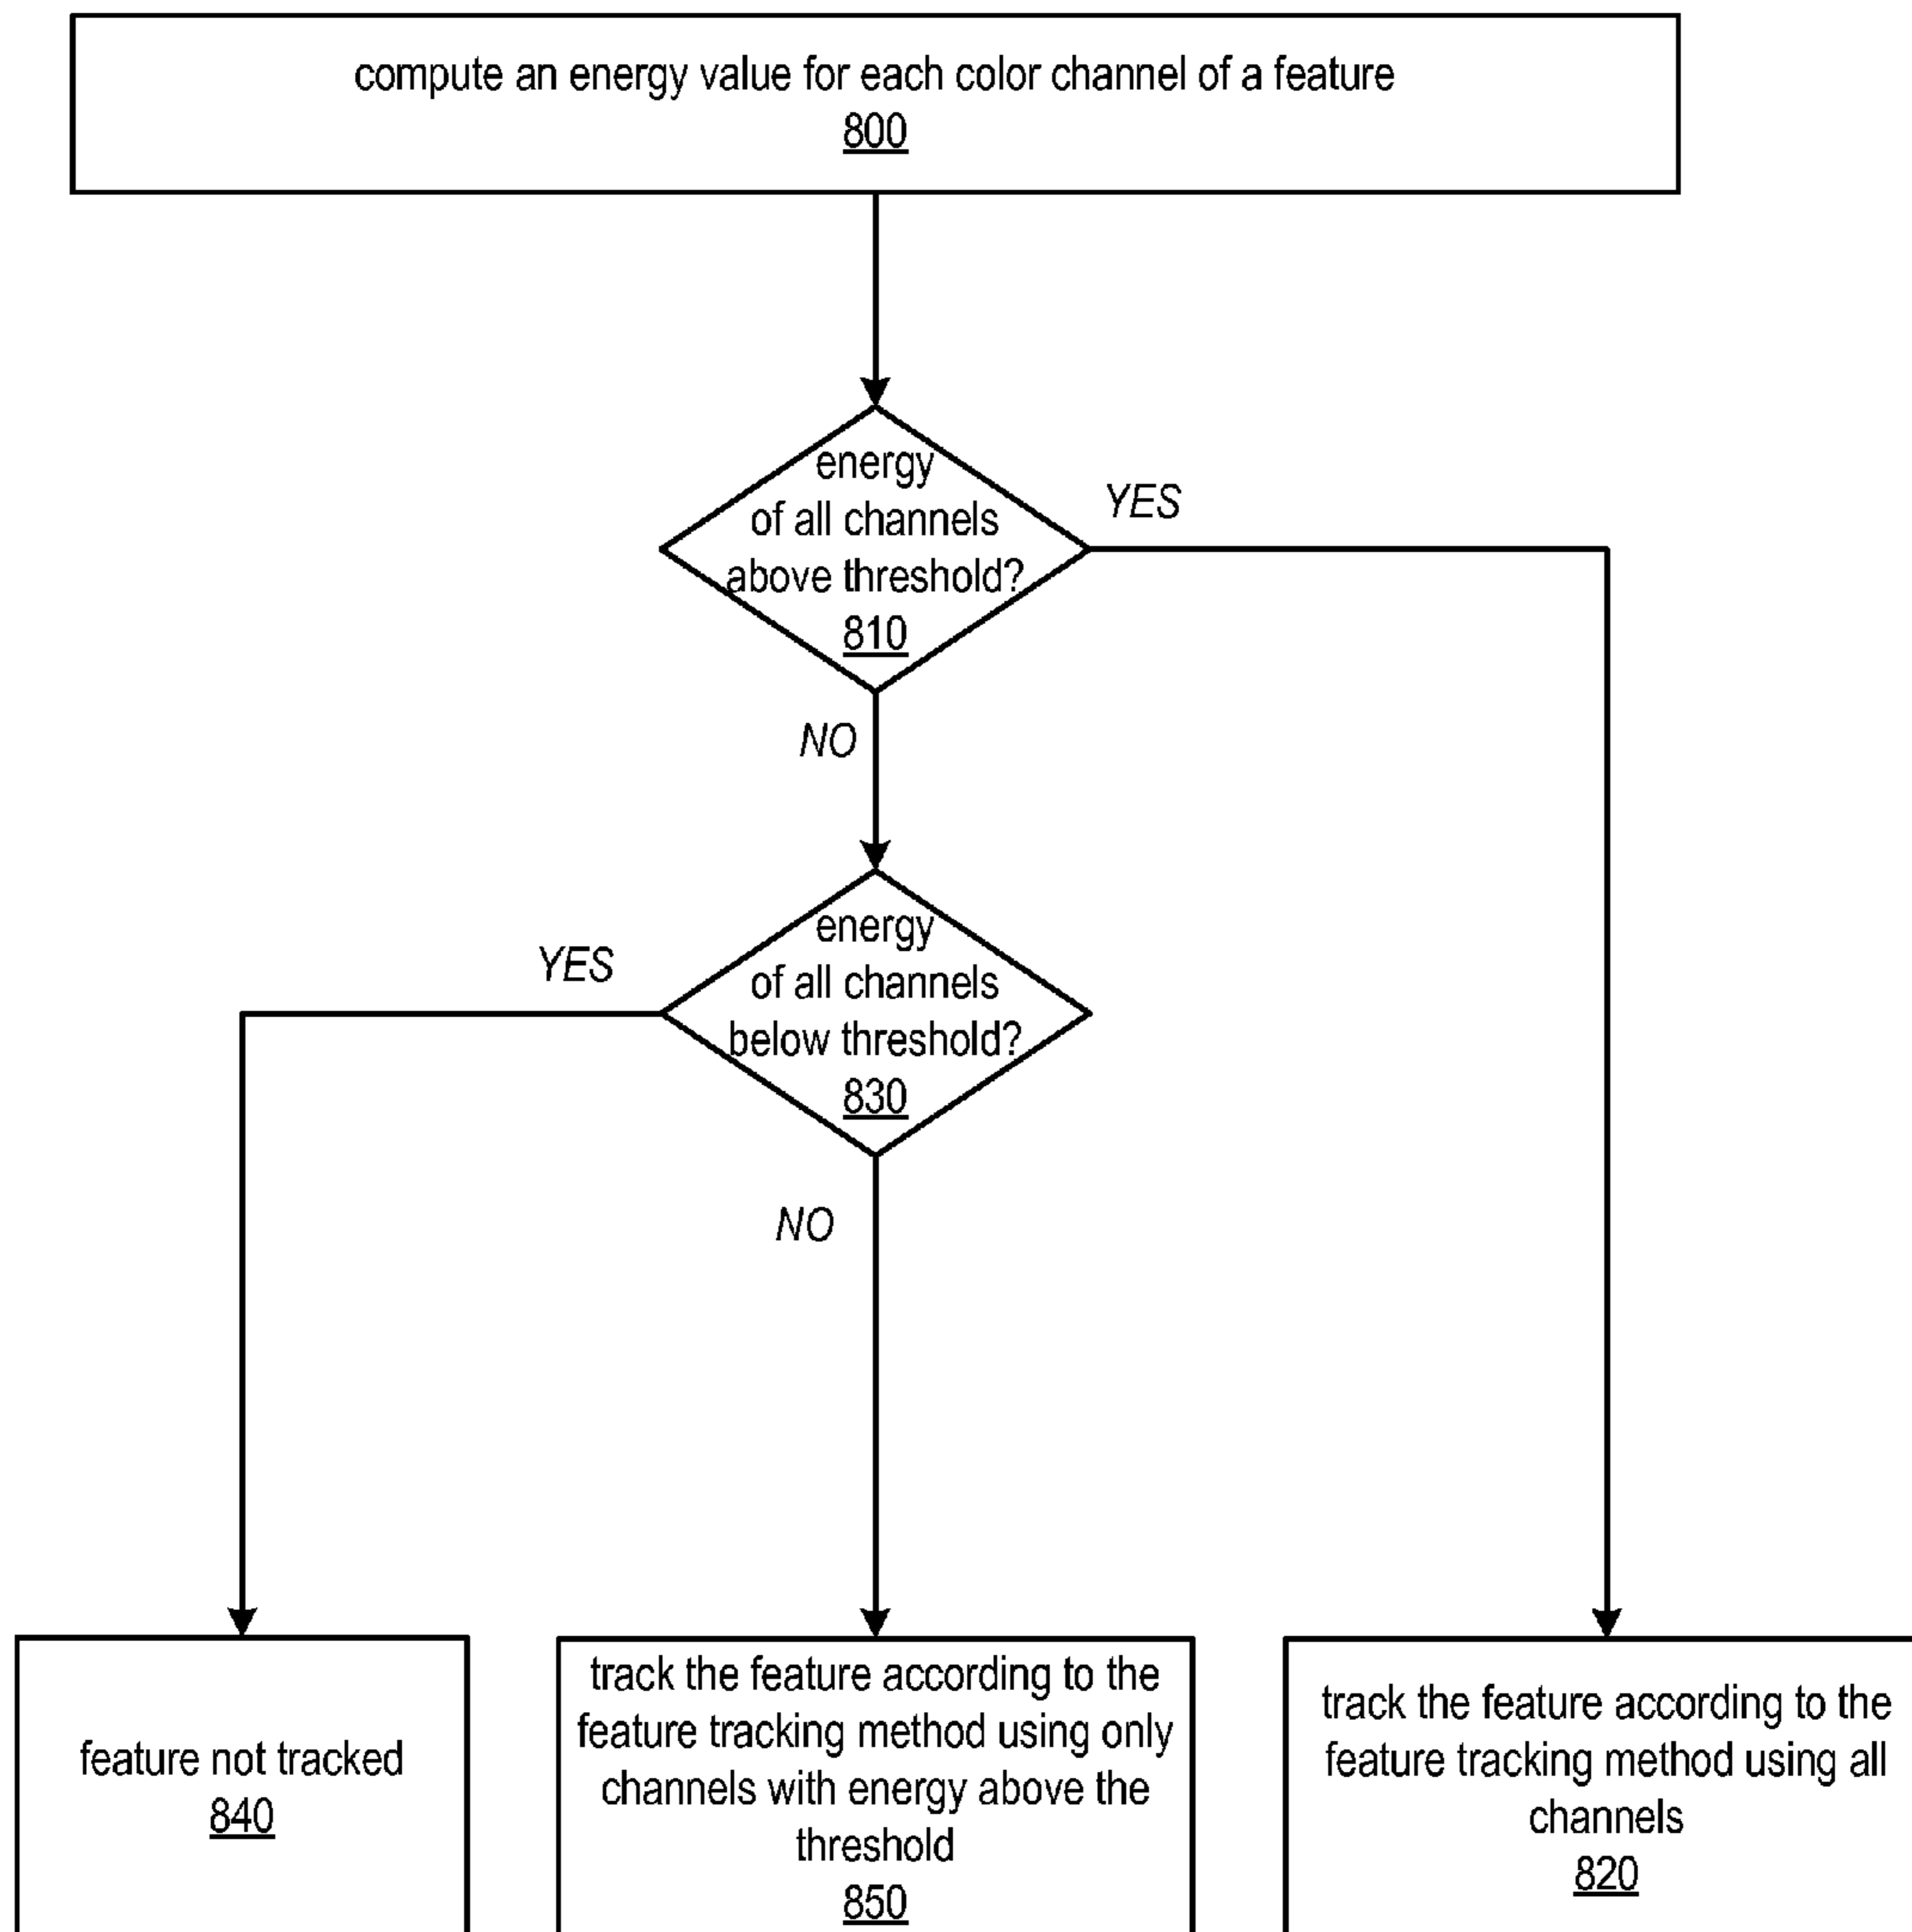 compute an energy value for each color channel of a feature
800
energy
of all channels
above threshold?
810
YES
NO
energy
of all channels
below threshold?
830
YES
NO
feature not tracked
840
track the feature according to the
feature tracking method using only
channels with energy above the
threshold
850
track the feature according to the
feature tracking method using all
channels
820